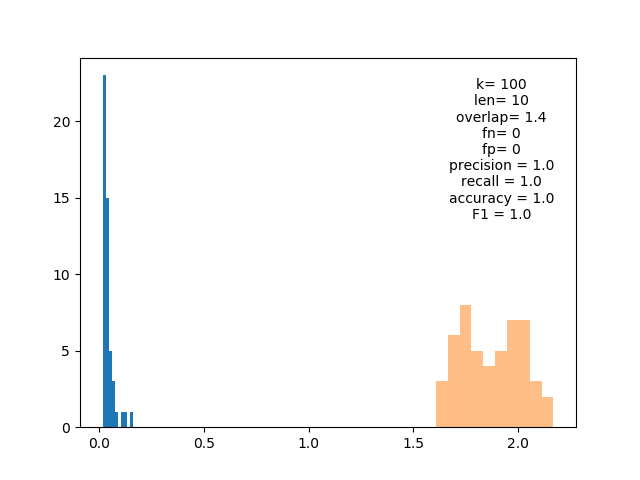 k= 100
len= 10
overlap= 1.4
fn= 0
fp= 0
precision = 1.0
recall = 1.0
accuracy = 1.0
F1 = 1.0
20
15
10
5
0
0.0 0.5 1.0 1.5 2.0